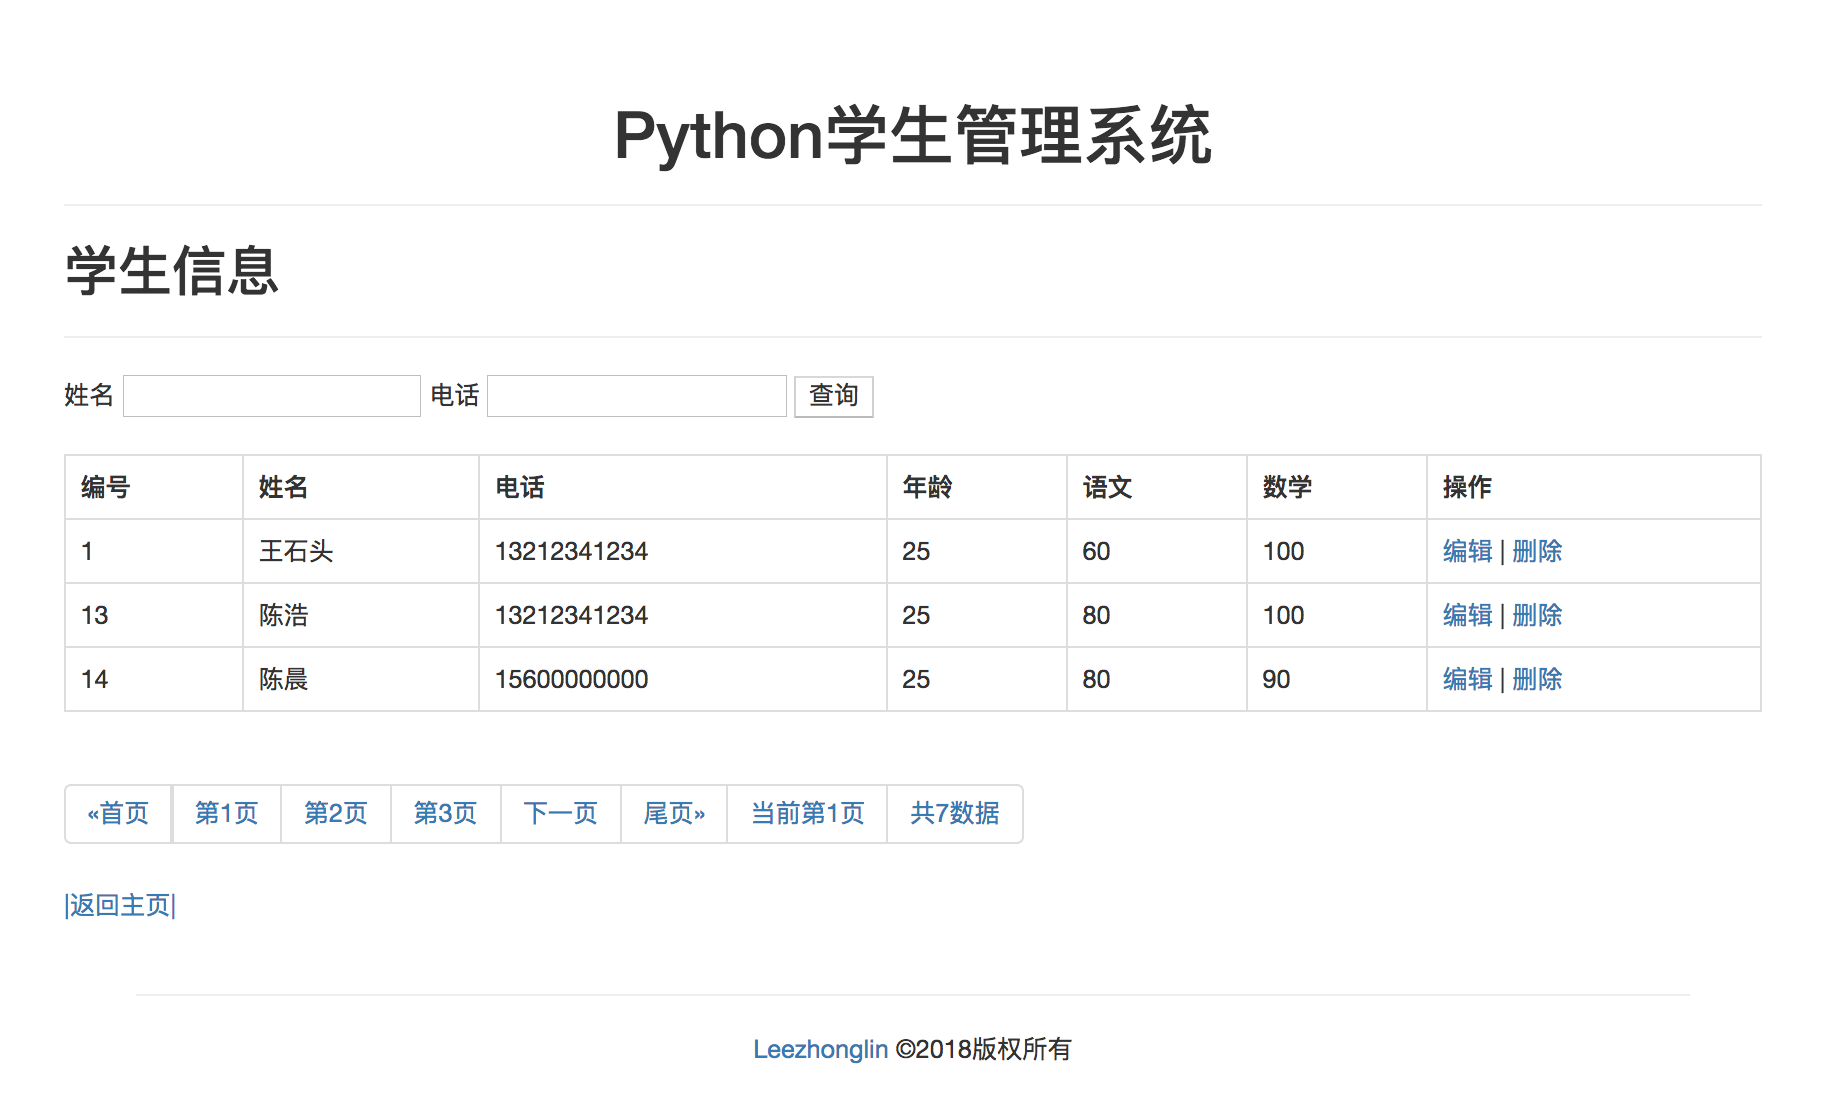 Python学生管理系统
学生信息
姓名 电话 查询
编号 姓名 电话 年龄 语文 数学 操作
1 王石头 13212341234 25 60 100 编辑 | 删除
13 陈浩 13212341234 25 80 100 编辑 | 删除
14 陈晨 15600000000 25 80 90 编辑 | 删除
«首页 第1页 第2页 第3页 下一页 尾页» 当前第1页 共7数据
|返回主页|
Leezhonglin ©2018版权所有